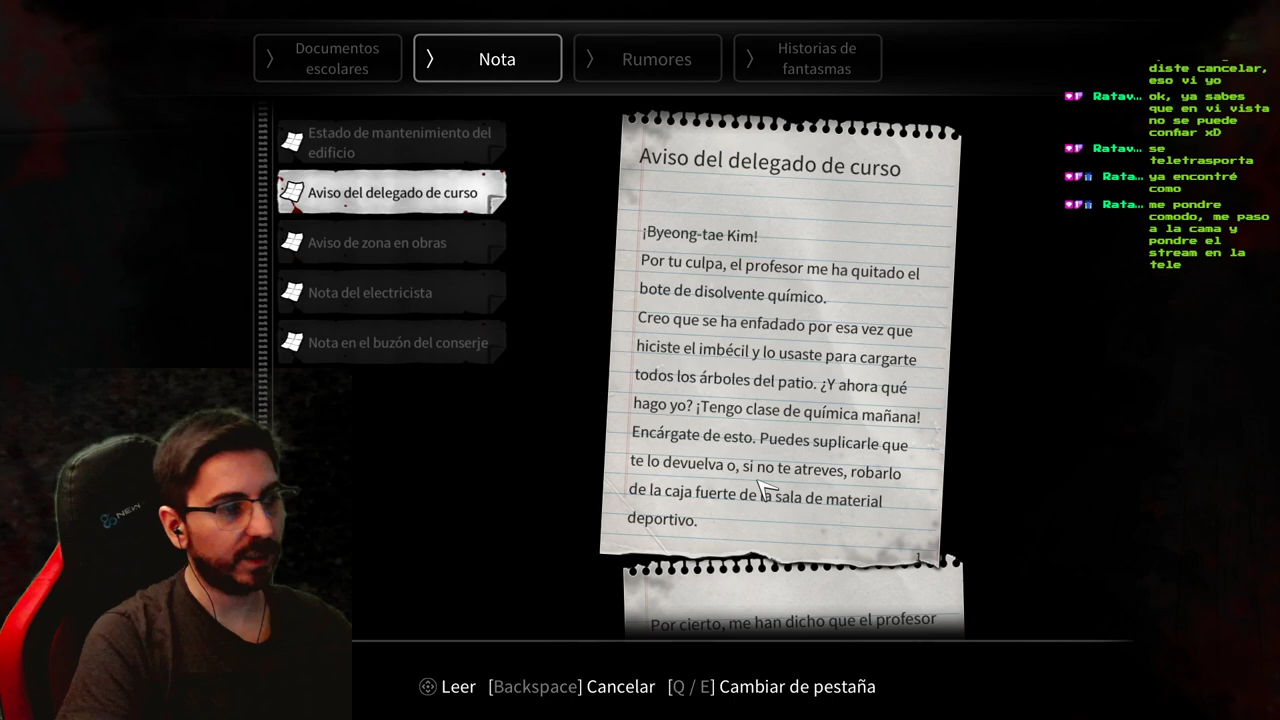 Documentos
escolares
Nota
Rumores
Historias de
fantasmas
Estado de mantenimiento del
edificio
Aviso del delegado de curso
Aviso de zona en obras
Nota del electricista
Nota en el buzón del conserje
Aviso del delegado de curso
¡Byeong-tae Kim!
Por tu culpa, el profesor me ha quitado el
bote de disolvente químico.
Creo que se ha enfadado por esa vez que
hiciste el imbécil y lo usaste para cargarte
todos los árboles del patio. ¿Y ahora qué
hago yo? ¡Tengo clase de química mañana!
Encárgate de esto. Puedes suplicarle que
te lo devuelva o, si no te atreves, robarlo
de la caja fuerte de la sala de material
deportivo.
1
Por cierto, me han dicho que el profesor
diste cancelar,
eso vi yo
Ratav... ok, ya sabes
que en vi vista
no se puede
confiar xD
Ratav... se
teletrasporta
Rata... ya encontré
como
Rata... me pondre
comodo, me paso
a la cama y
pondre el
stream en la
tele
NEW
Leer [Backspace] Cancelar [Q / E] Cambiar de pestaña